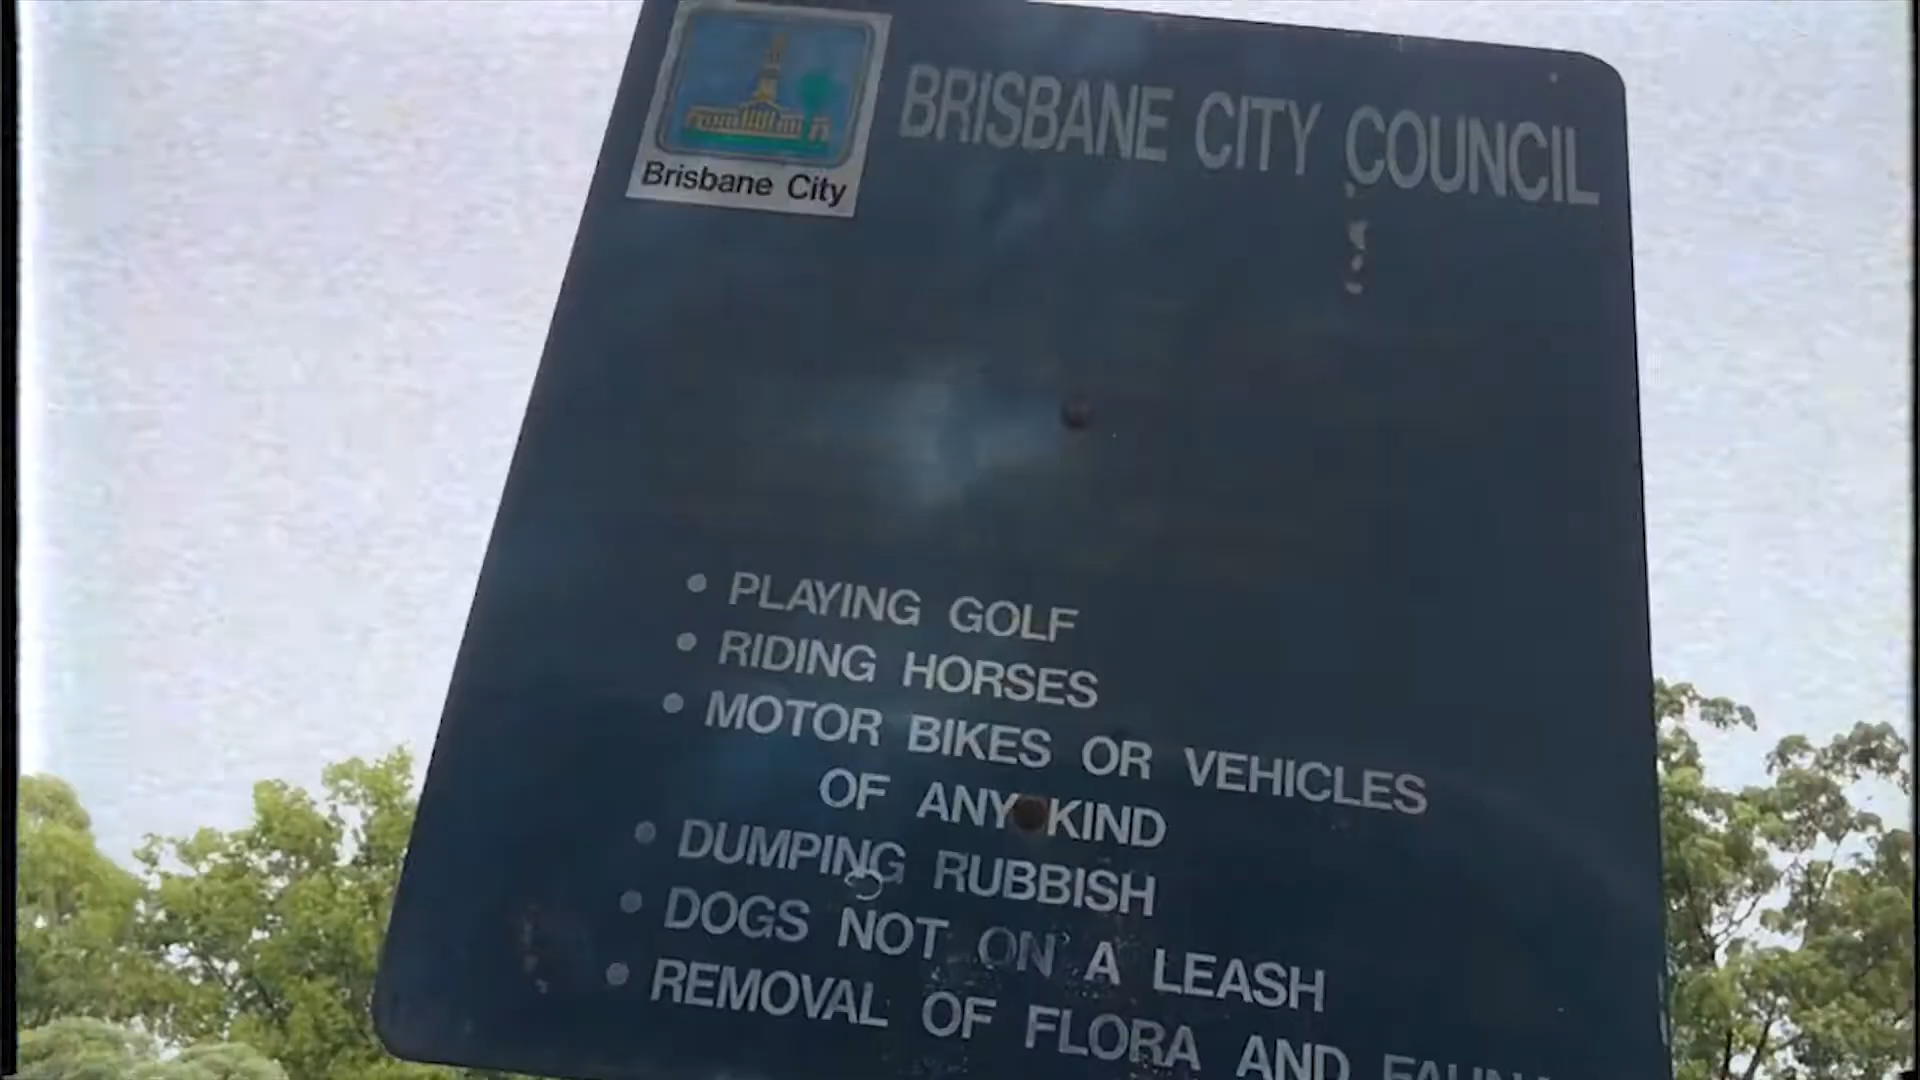 BRISBANE CITY COUNCIL
Brisbane City
• PLAYING GOLF
• RIDING HORSES
• MOTOR BIKES OR VEHICLES
OF ANY KIND
• DUMPING RUBBISH
• DOGS NOT ON A LEASH
• REMOVAL OF FLORA AND